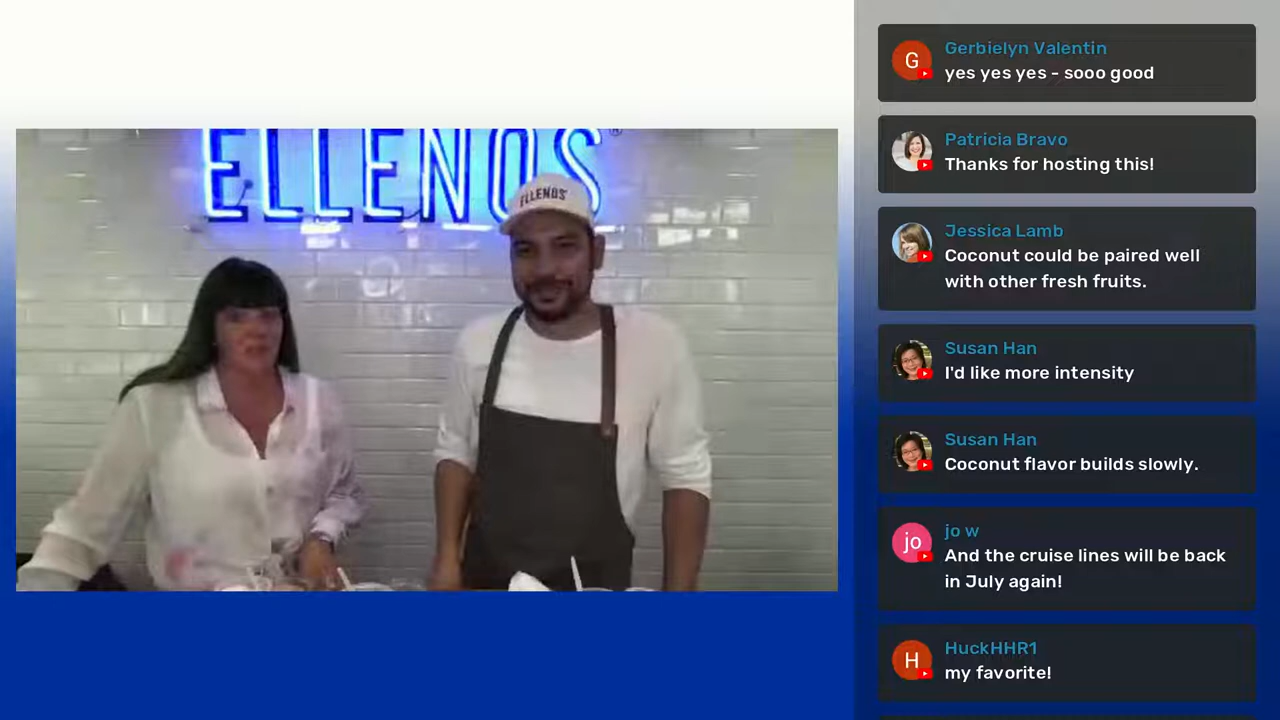 ELLENOS
ELLENOS
Gerbielyn Valentin
G
yes yes yes - sooo good
Patricia Bravo
Thanks for hosting this!
Jessica Lamb
Coconut could be paired well
with other fresh fruits.
Susan Han
I'd like more intensity
Susan Han
Coconut flavor builds slowly.
jo w
jo
And the cruise lines will be back
in July again!
HuckHHR1
H
my favorite!